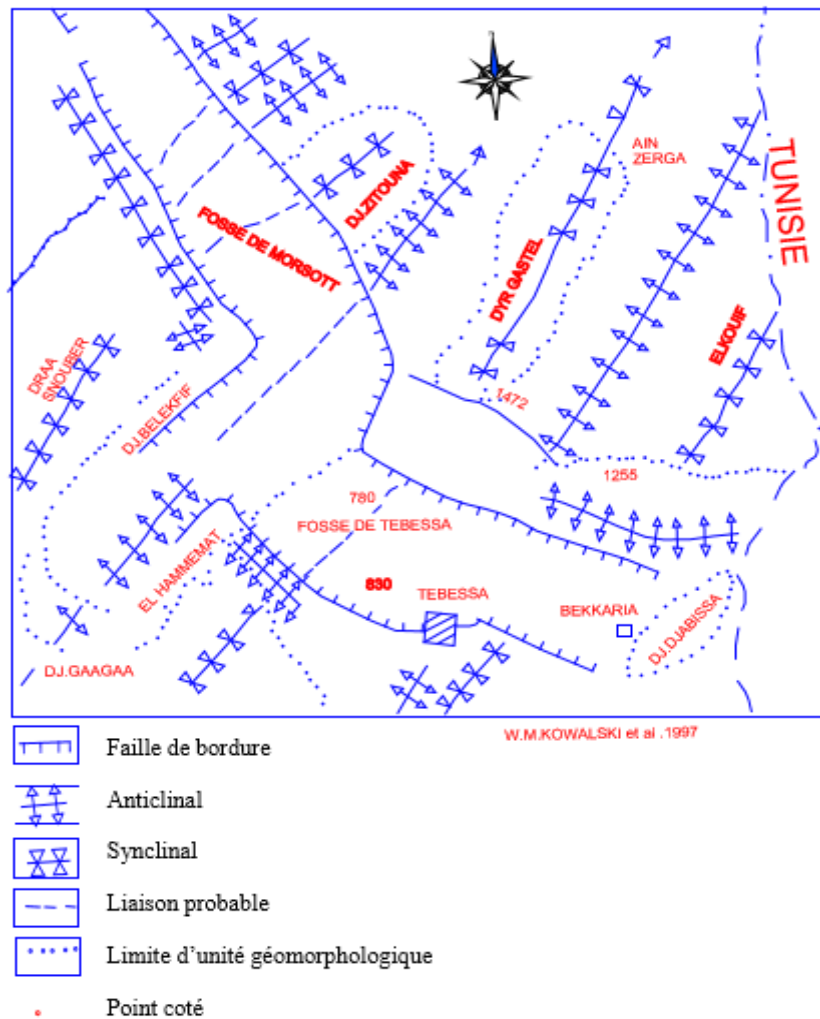 AIN
ZERGA
TUNISIE
DJ.ZITOUNA
FOSSE DE MORSOTT
DYR GASTEL
ELKOUIF
DRAA
SNOUBER
DJ.BELEKFIF
1472
1255
780
FOSSE DE TEBESSA
EL HAMMEMAT
830
TEBESSA
BEKKARIA
DJ.DJABISSA
DJ.GAAGAA
W.M.KOWALSKI et ai .1997
Faille de bordure
Anticlinal
Synclinal
Liaison probable
Limite d’unité géomorphologique
Point coté